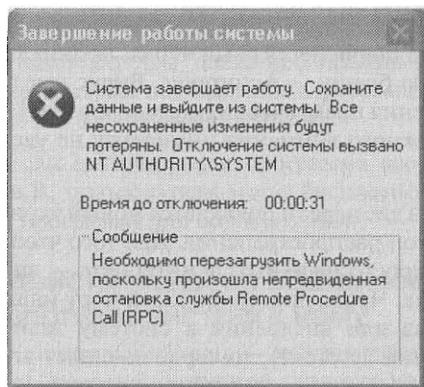 Завершение работы системы
Система завершает работу. Сохраните
данные и выйдите из системы. Все
несохраненные изменения будут
потеряны. Отключение системы вызвано
NT AUTHORITY\SYSTEM
Время до отключения: 00:00:31
Сообщение
Необходимо перезагрузить Windows,
поскольку произошла непредвиденная
остановка службы Remote Procedure
Call (RPC)